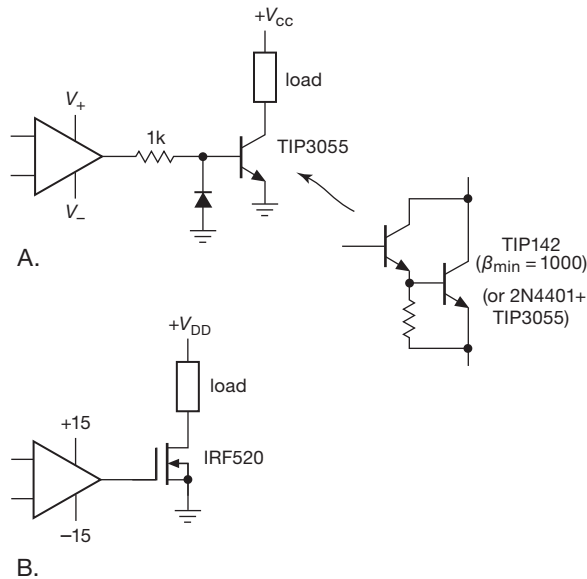 +Vcc
load
V+
1k
TIP3055
V–
A.
TIP142
(βmin = 1000)
(or 2N4401+
TIP3055)
+VDD
load
+15
IRF520
–15
B.